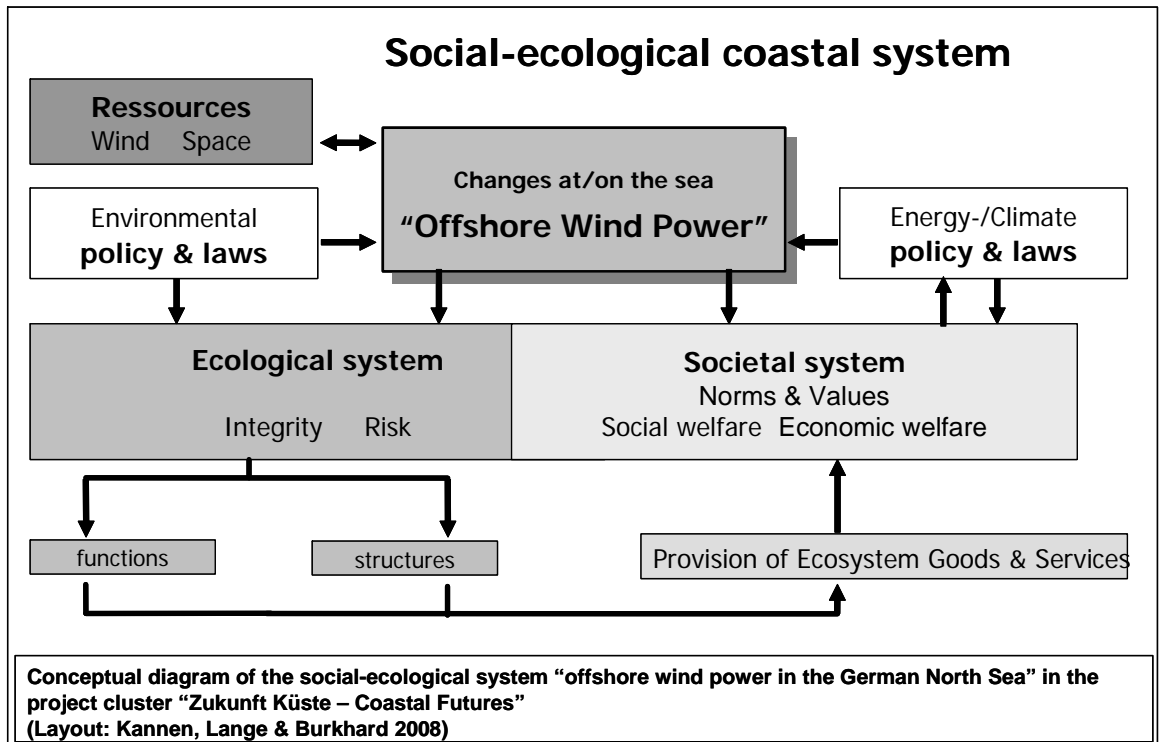 Social-ecological coastal system
Ressources
Wind Space
Changes at/on the sea
“Offshore Wind Power”
Environmental
policy & laws
Energy-/Climate
policy & laws
Ecological system
Integrity Risk
Societal system
Norms & Values
Social welfare Economic welfare
functions
structures
Provision of Ecosystem Goods & Services
Conceptual diagram of the social-ecological system “offshore wind power in the German North Sea” in the
project cluster “Zukunft Küste – Coastal Futures”
(Layout: Kannen, Lange & Burkhard 2008)